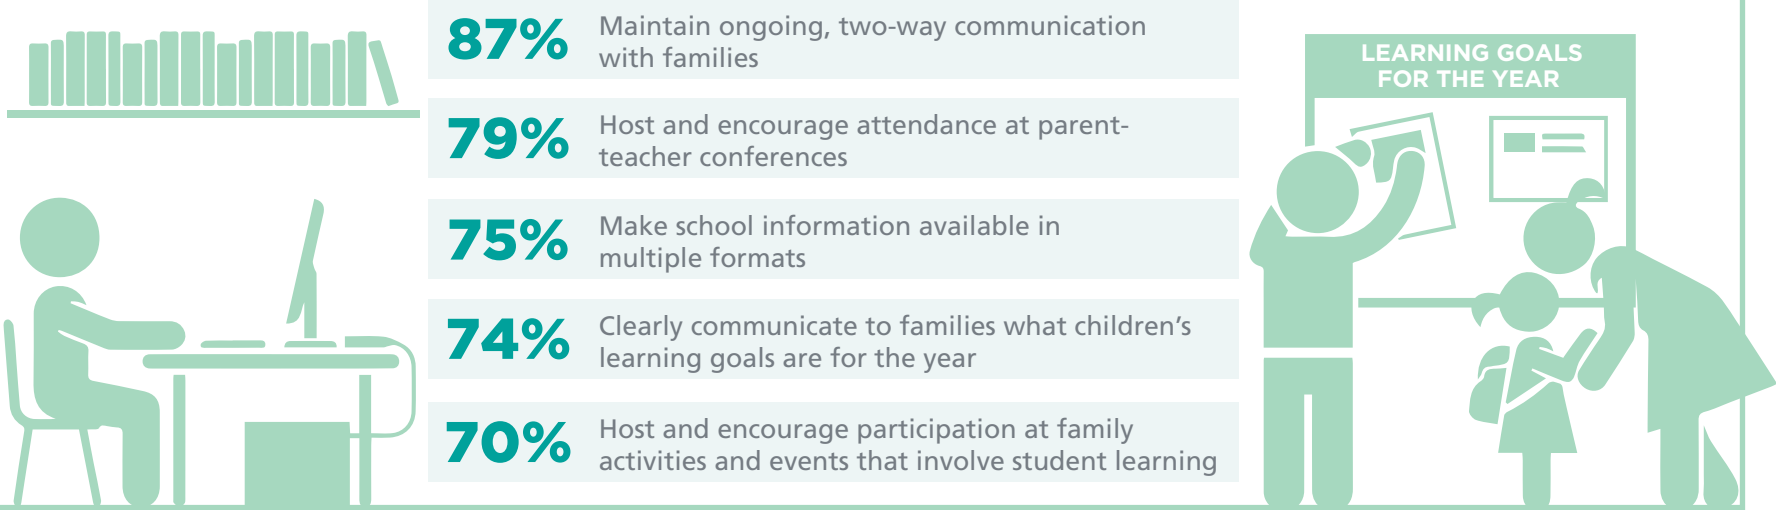 87%
Maintain ongoing, two-way communication
with families
79%
Host and encourage attendance at parent-
teacher conferences
75%
Make school information available in
multiple formats
74%
Clearly communicate to families what children’s
learning goals are for the year
70%
Host and encourage participation at family
activities and events that involve student learning
LEARNING GOALS
FOR THE YEAR